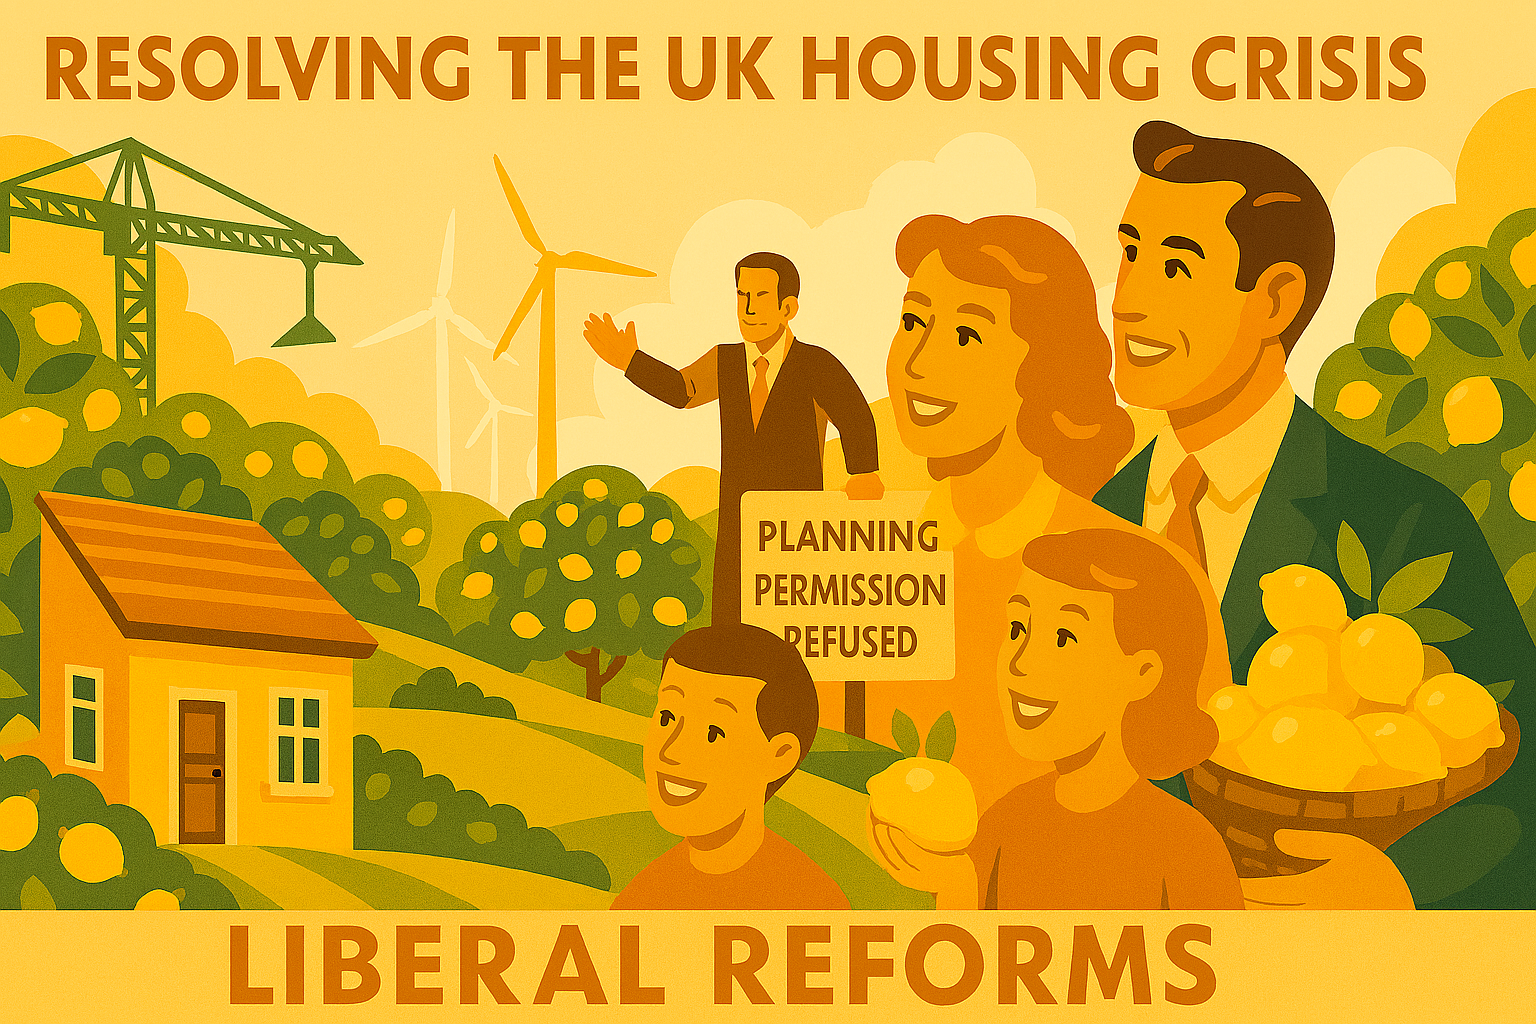 RESOLVING THE UK HOUSING CRISIS
PLANNING
PERMISSION
REFUSED
LIBERAL REFORMS